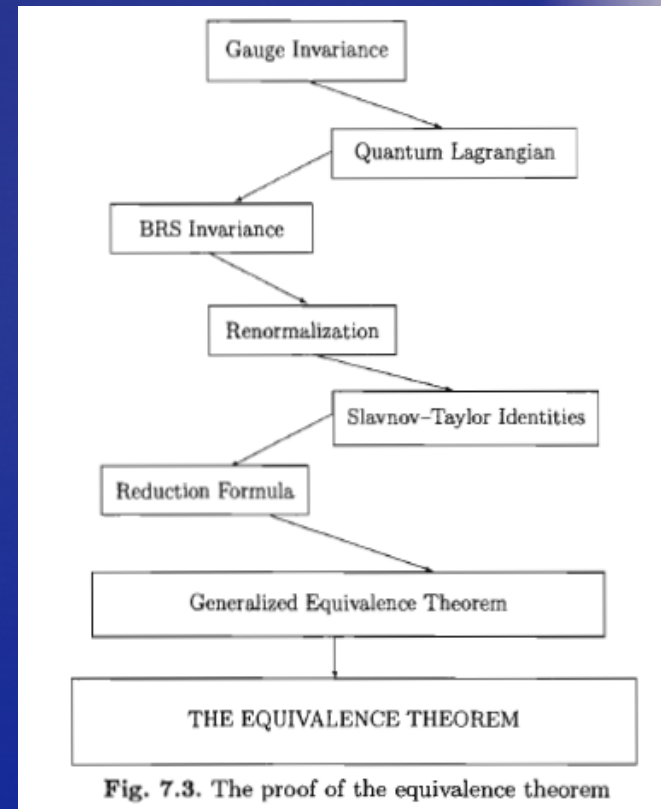 Gauge Invariance
Quantum Lagrangian
BRS Invariance
Renormalization
Slavnov–Taylor Identities
Reduction Formula
Generalized Equivalence Theorem
THE EQUIVALENCE THEOREM
Fig. 7.3. The proof of the equivalence theorem